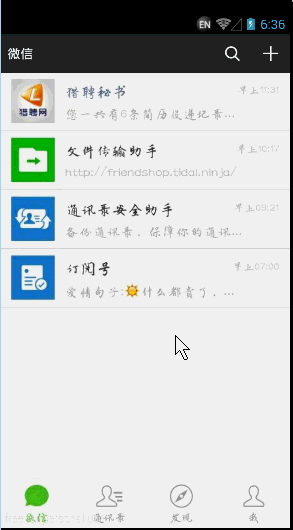 EN 6:36
微信
猎聘秘书 早上11:31
您一共有6条简历投递记录...
猎聘网
文件传输助手 早上10:17
http://friendshop.tidal.ninja/
通讯录安全助手 早上09:21
备份通讯录，保障你的通讯...
订阅号 早上07:00
爱情句子:☀什么都旁了，...
微信 通讯录 发现 我